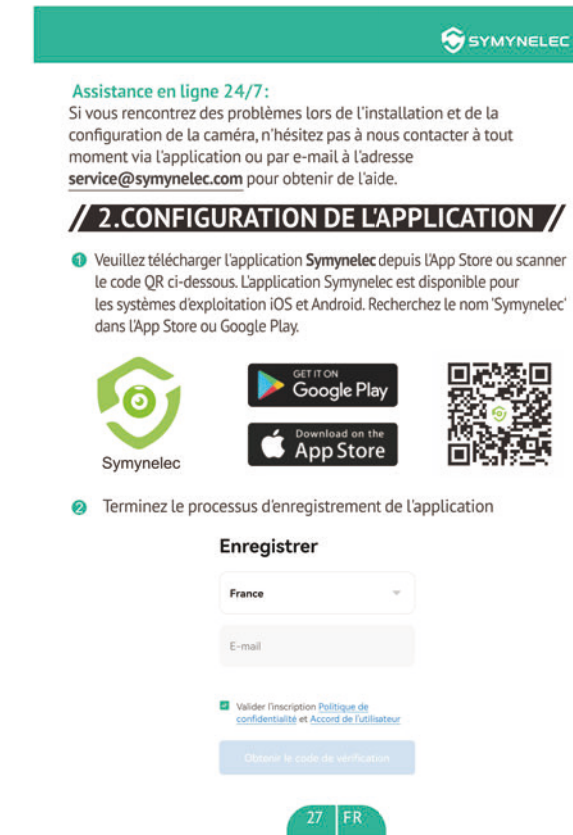 SYMYNELEC
Assistance en ligne 24/7:
Si vous rencontrez des problèmes lors de l'installation et de la
configuration de la caméra, n'hésitez pas à nous contacter à tout
moment via l'application ou par e-mail à l'adresse
service@symynelec.com pour obtenir de l'aide.
// 2.CONFIGURATION DE L'APPLICATION //
1 Veuillez télécharger l'application Symynelec depuis l'App Store ou scanner
le code QR ci-dessous. L'application Symynelec est disponible pour
les systèmes d'exploitation iOS et Android. Recherchez le nom 'Symynelec'
dans l'App Store ou Google Play.
GET IT ON
Google Play
Download on the
App Store
Symynelec
2 Terminez le processus d'enregistrement de l'application
Enregistrer
France
E-mail
Valider l'inscription Politique de
confidentialité et Accord de l'utilisateur
Obtenir le code de vérification
27 FR